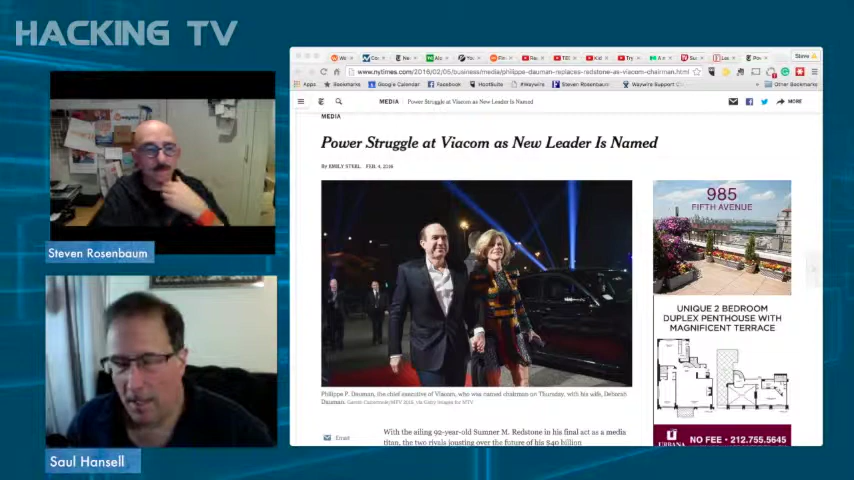 HACKING TV
Steven Rosenbaum
Saul Hansell
Steve
www.nytimes.com/2016/02/05/business/media/philippe-dauman-replaces-redstone-as-viacom-chairman.html
Apps
Bookmarks
Google Calendar
Facebook
HootSuite
Steven Rosenbaum
Waywire Support
Other Bookmarks
MEDIA
Power Struggle at Viacom as New Leader Is Named
MORE
MEDIA
Power Struggle at Viacom as New Leader Is Named
By EMILY STEEL FEB. 4, 2016
Philippe P. Dauman, the chief executive of Viacom, who was named chairman on Thursday, with his wife, Deborah
Dauman.
Email
With the ailing 92-year-old Sumner M. Redstone in his final act as a media
titan, the two rivals jousting over the future of his $40 billion
985
FIFTH AVENUE
UNIQUE 2 BEDROOM
DUPLEX PENTHOUSE WITH
MAGNIFICENT TERRACE
NO FEE • 212.755.5645